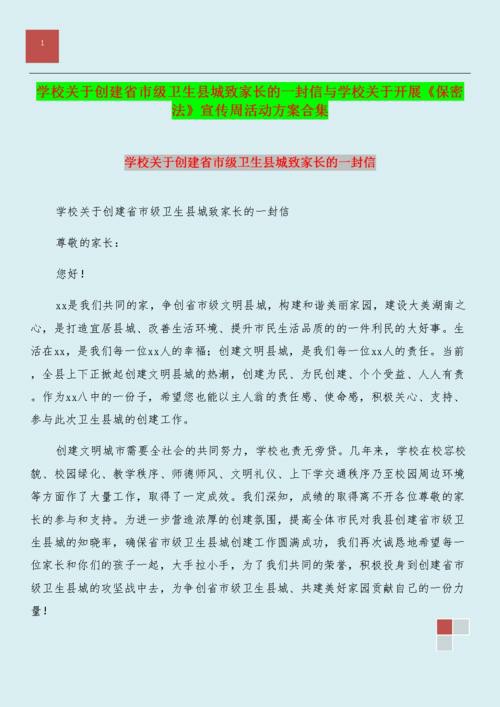 1
学校关于创建省市级卫生县城致家长的一封信与学校关于开展《保密
法》宣传周活动方案合集
学校关于创建省市级卫生县城致家长的一封信
学校关于创建省市级卫生县城致家长的一封信
尊敬的家长：
您好！
xx是我们共同的家，争创省市级文明县城，构建和谐美丽家园，建设大美湖南之
心，是打造宜居县城、改善生活环境、提升市民生活品质的的一件利民的大好事。生
活在xx，是我们每一位xx人的幸福；创建文明县城，是我们每一位xx人的责任。当前
，全县上下正掀起创建文明县城的热潮，创建为民、为民创建、个个受益、人人有责
。作为xx八中的一份子，希望您也能以主人翁的责任感、使命感，积极关心、支持、
参与此次卫生县城的创建工作。
创建文明城市需要全社会的共同努力，学校也责无旁贷。几年来，学校在校容校
貌、校园绿化、教学秩序、师德师风、文明礼仪、上下学交通秩序乃至校园周边环境
等方面作了大量工作，取得了一定成效。我们深知，成绩的取得离不开各位尊敬的家
长的参与和支持。为进一步营造浓厚的创建氛围，提高全体市民对我县创建省市级卫
生县城的知晓率，确保省市级卫生县城创建工作圆满成功，我们再次诚恳地希望每一
位家长和你们的孩子一起，大手拉小手，为了我们共同的荣誉，积极投身到创建省市
级卫生县城的攻坚战中去，为争创省市级卫生县城、共建美好家园贡献自己的一份力
量！